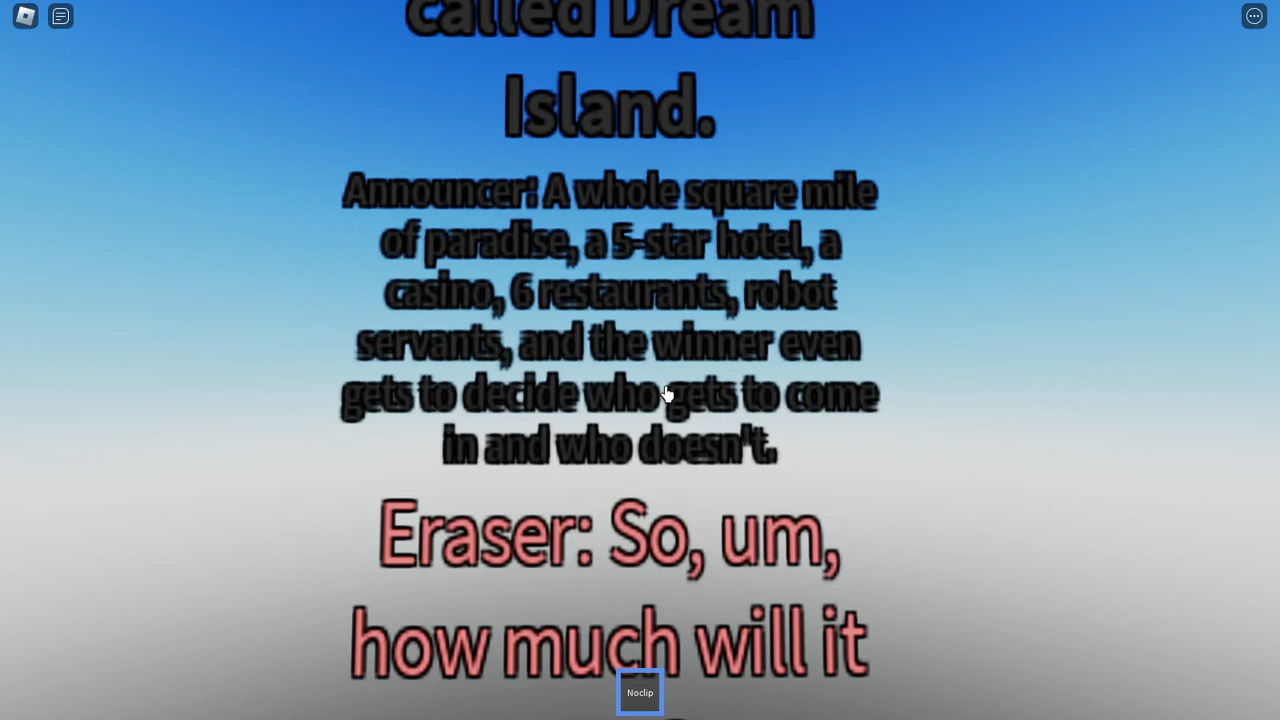 called Dream
Island.
Announcer: A whole square mile
of paradise, a 5-star hotel, a
casino, 6 restaurants, robot
servants, and the winner even
gets to decide who gets to come
in and who doesn't.
Eraser: So, um,
how much will it
Noclip